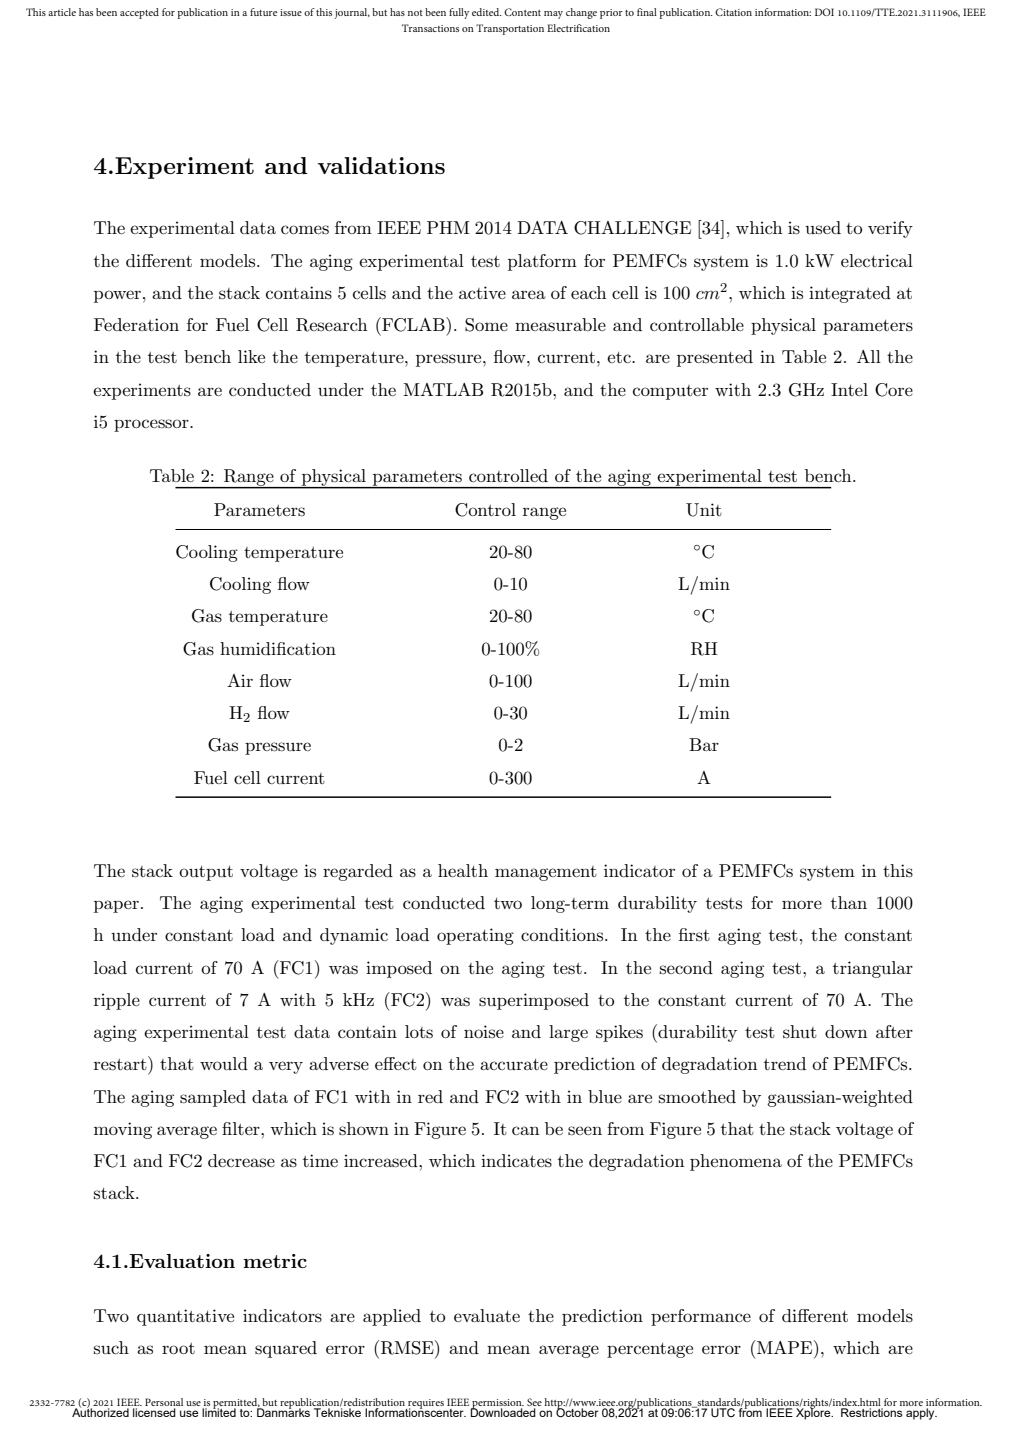 This article has been accepted for publication in a future issue of this journal, but has not been fully edited. Content may change prior to final publication. Citation information: DOI 10.1109/TTE.2021.3111906, IEEE
Transactions on Transportation Electrification
4.Experiment and validations
The experimental data comes from IEEE PHM 2014 DATA CHALLENGE [34], which is used to verify
the different models. The aging experimental test platform for PEMFCs system is 1.0 kW electrical
power, and the stack contains 5 cells and the active area of each cell is 100 cm², which is integrated at
Federation for Fuel Cell Research (FCLAB). Some measurable and controllable physical parameters
in the test bench like the temperature, pressure, flow, current, etc. are presented in Table 2. All the
experiments are conducted under the MATLAB R2015b, and the computer with 2.3 GHz Intel Core
i5 processor.
Table 2: Range of physical parameters controlled of the aging experimental test bench.
Parameters Control range Unit
Cooling temperature 20-80 °C
Cooling flow 0-10 L/min
Gas temperature 20-80 °C
Gas humidification 0-100% RH
Air flow 0-100 L/min
H₂ flow 0-30 L/min
Gas pressure 0-2 Bar
Fuel cell current 0-300 A
The stack output voltage is regarded as a health management indicator of a PEMFCs system in this
paper. The aging experimental test conducted two long-term durability tests for more than 1000
h under constant load and dynamic load operating conditions. In the first aging test, the constant
load current of 70 A (FC1) was imposed on the aging test. In the second aging test, a triangular
ripple current of 7 A with 5 kHz (FC2) was superimposed to the constant current of 70 A. The
aging experimental test data contain lots of noise and large spikes (durability test shut down after
restart) that would a very adverse effect on the accurate prediction of degradation trend of PEMFCs.
The aging sampled data of FC1 with in red and FC2 with in blue are smoothed by gaussian-weighted
moving average filter, which is shown in Figure 5. It can be seen from Figure 5 that the stack voltage of
FC1 and FC2 decrease as time increased, which indicates the degradation phenomena of the PEMFCs
stack.
4.1.Evaluation metric
Two quantitative indicators are applied to evaluate the prediction performance of different models
such as root mean squared error (RMSE) and mean average percentage error (MAPE), which are
2332-7782 (c) 2021 IEEE. Personal use is permitted, but republication/redistribution requires IEEE permission. See http://www.ieee.org/publications_standards/publications/rights/index.html for more information.
Authorized licensed use limited to: Danmarks Tekniske Informationscenter. Downloaded on October 08,2021 at 09:06:17 UTC from IEEE Xplore. Restrictions apply.